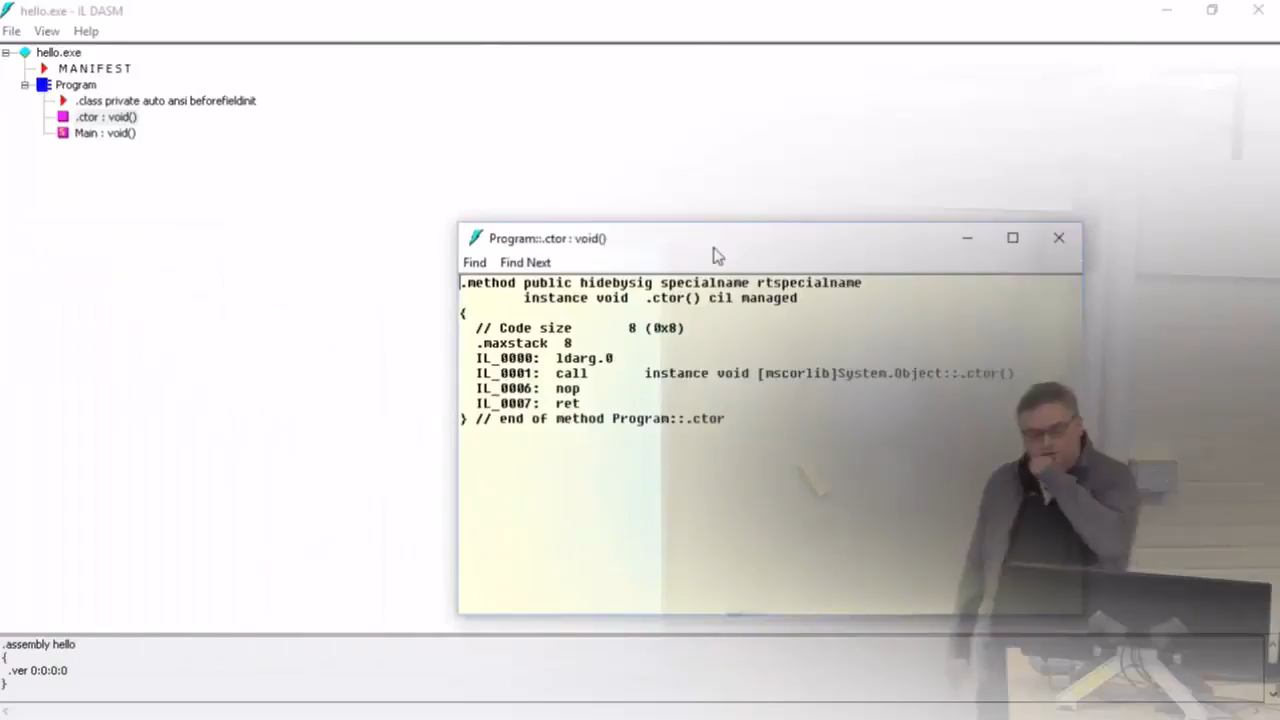 hello.exe - IL DASM
File View Help
hello.exe
MANIFEST
Program
.class private auto ansi beforefieldinit
.ctor : void()
Main : void()
Program::.ctor : void()
Find Find Next
.method public hidebysig specialname rtspecialname
instance void .ctor() cil managed
{
// Code size 8 (0x8)
.maxstack 8
IL_0000: ldarg.0
IL_0001: call instance void [mscorlib]System.Object::.ctor()
IL_0006: nop
IL_0007: ret
} // end of method Program::.ctor
.assembly hello
{
.ver 0:0:0:0
}